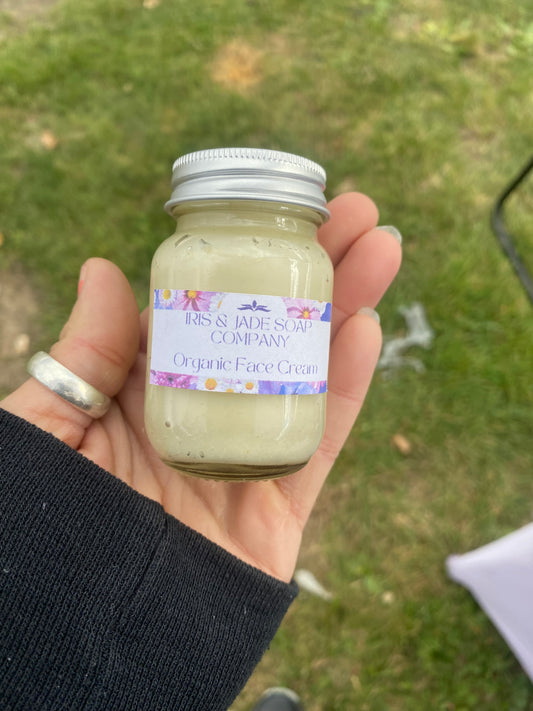 IRIS & JADE SOAP
COMPANY
Organic Face Cream